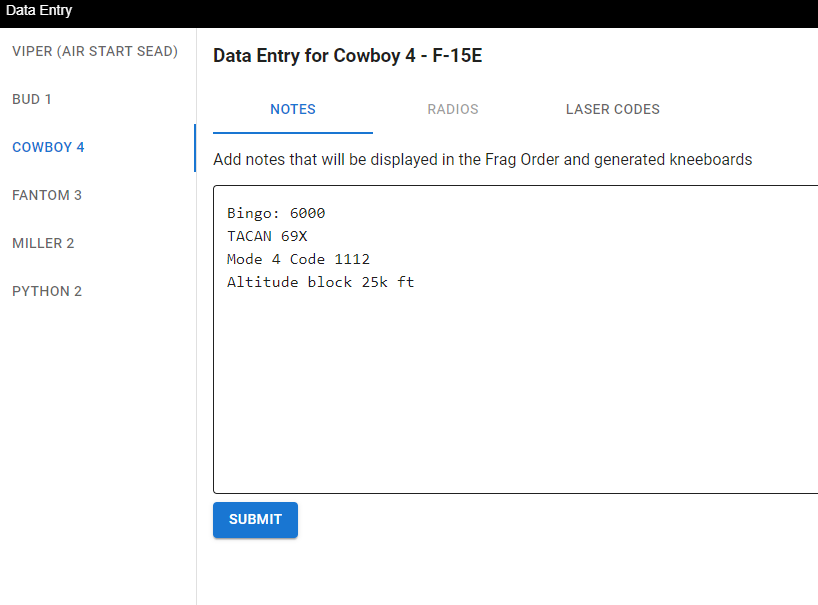 Data Entry
VIPER (AIR START SEAD)
BUD 1
COWBOY 4
FANTOM 3
MILLER 2
PYTHON 2
Data Entry for Cowboy 4 - F-15E
NOTES RADIOS LASER CODES
Add notes that will be displayed in the Frag Order and generated kneeboards
Bingo: 6000
TACAN 69X
Mode 4 Code 1112
Altitude block 25k ft
SUBMIT